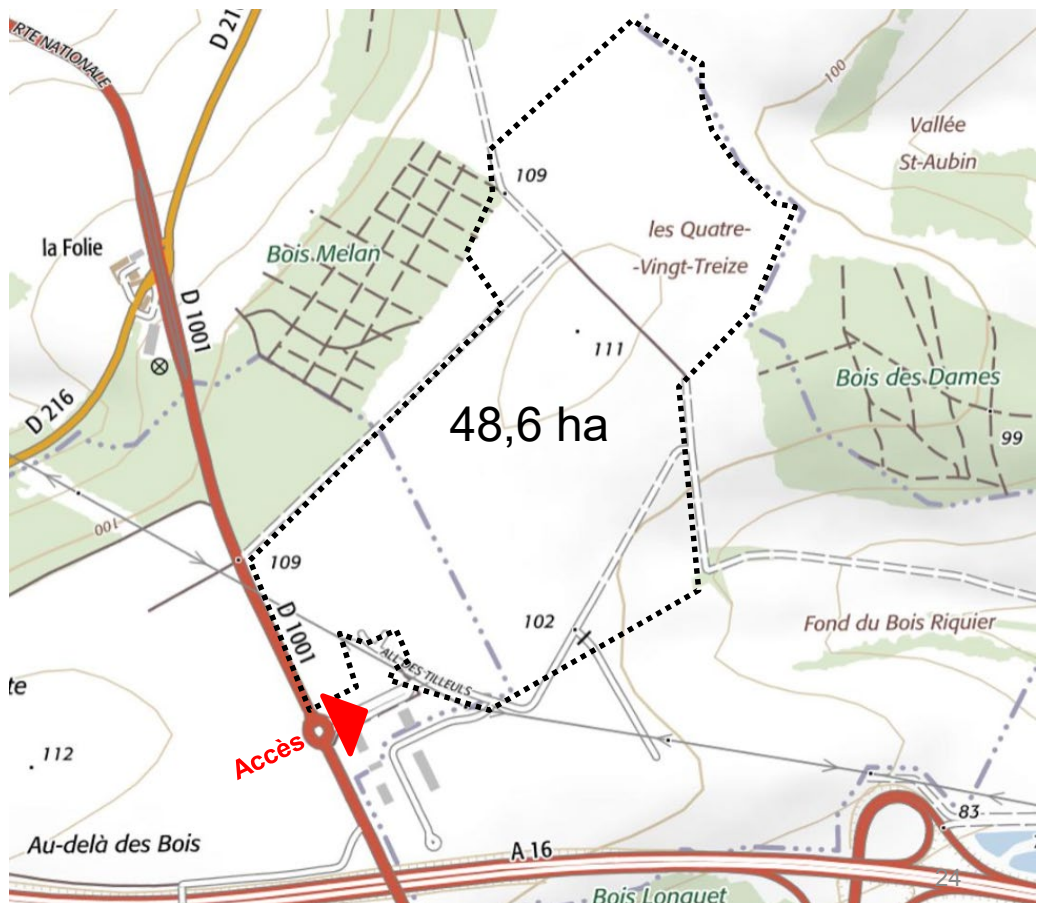 RTE NATIONALE
D 216
100
Vallée
St-Aubin
109
la Folie
Bois Melan
les Quatre-
-Vingt-Treize
D 1001
111
Bois des Dames
D 216
48,6 ha
99
100
109
D 1001
102
Fond du Bois Riquier
ALL DES TILLEULS
te
Accès
112
83
Au-delà des Bois
A 16
24
Bois Longuet